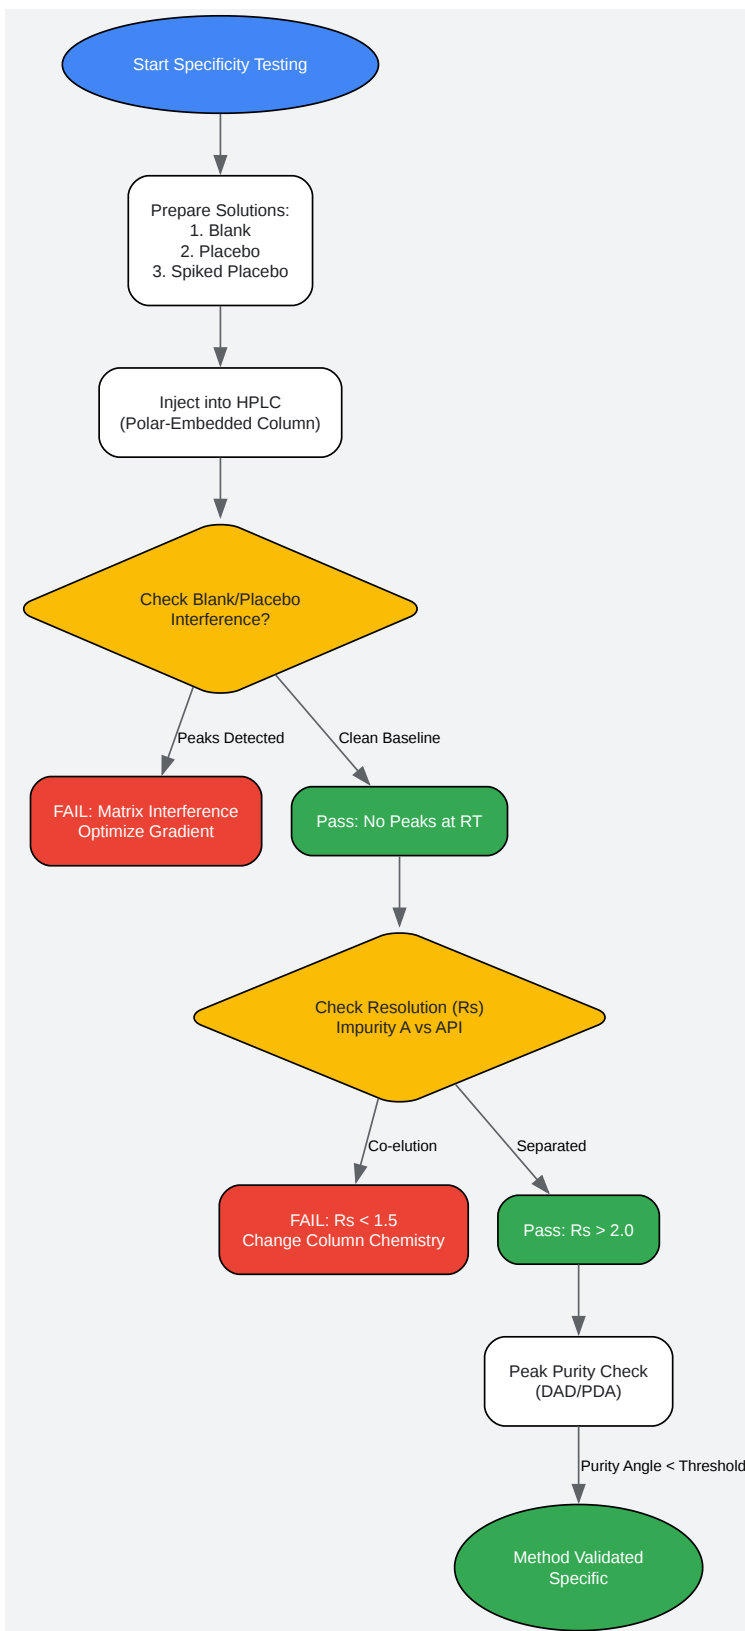 Start Specificity Testing
Prepare Solutions:
1. Blank
2. Placebo
3. Spiked Placebo
Inject into HPLC
(Polar-Embedded Column)
Check Blank/Placebo
Interference?
Peaks Detected
Clean Baseline
FAIL: Matrix Interference
Optimize Gradient
Pass: No Peaks at RT
Check Resolution (Rs)
Impurity A vs API
Co-elution
Separated
FAIL: Rs < 1.5
Change Column Chemistry
Pass: Rs > 2.0
Peak Purity Check
(DAD/PDA)
Purity Angle < Threshold
Method Validated
Specific